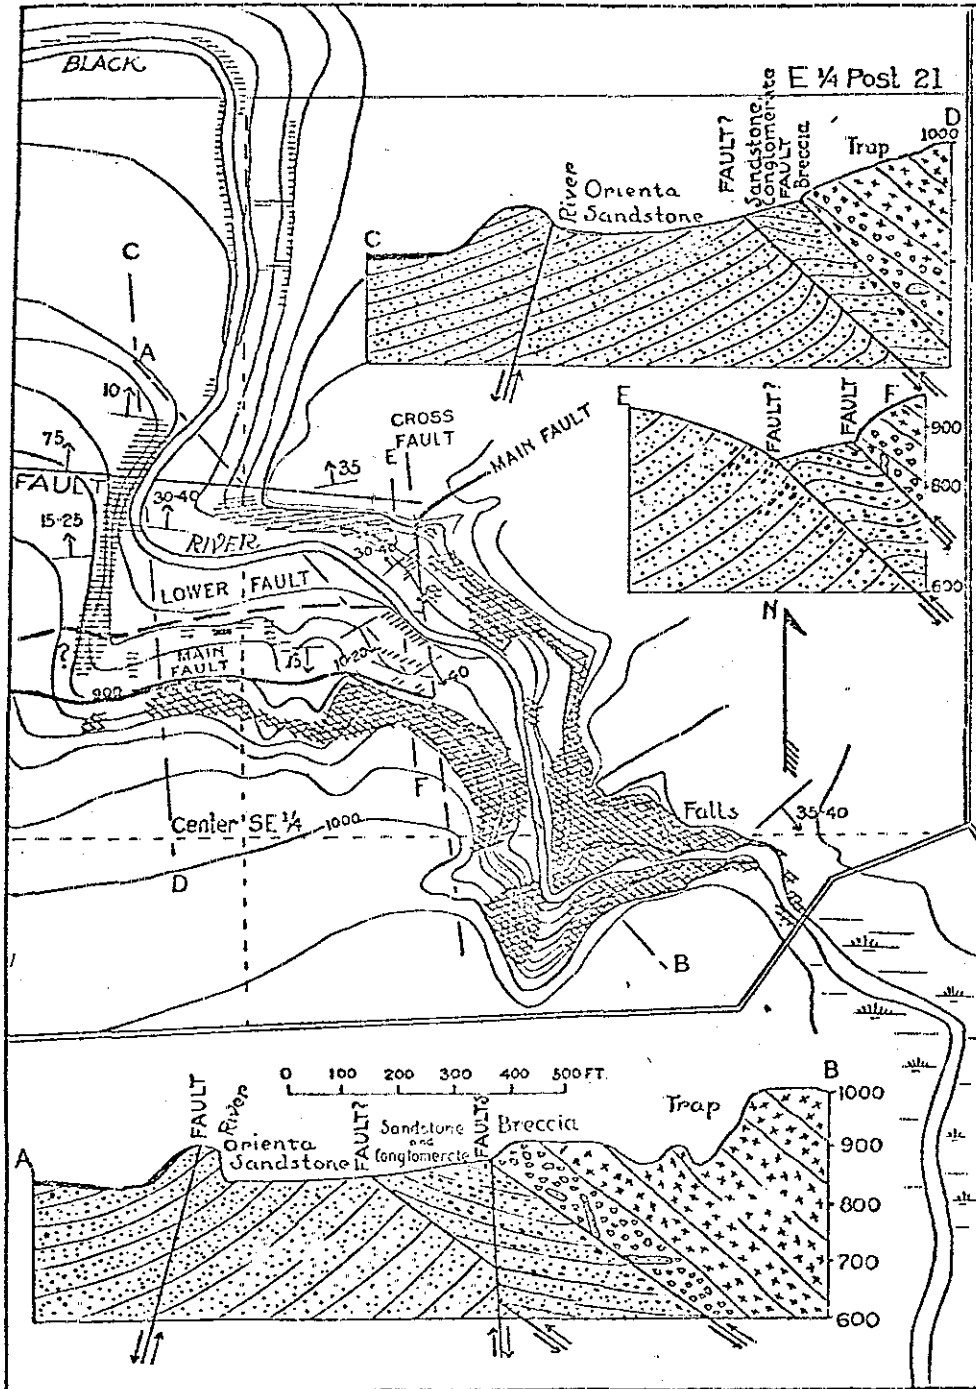 BLACK
E ¼ Post 21
FAULT?
Sandstone
Conglomerate
FAULT
Breccia
D
1000
Trap
River
Orienta
Sandstone
C
C
A
10
75
FAULT
15-25
30-40
RIVER
35
CROSS
FAULT
E
MAIN FAULT
30-40
E
FAULT?
FAULT
F
900
800
600
LOWER FAULT
N
?
MAIN
FAULT
75
10-20
40
900
F
Falls
35-40
Center SE ¼
1000
D
B
0 100 200 300 400 500 FT.
A
FAULT
River
Orienta
Sandstone
FAULT?
Sandstone
and
Conglomerate
FAULTS
Breccia
Trap
B
1000
900
800
700
600